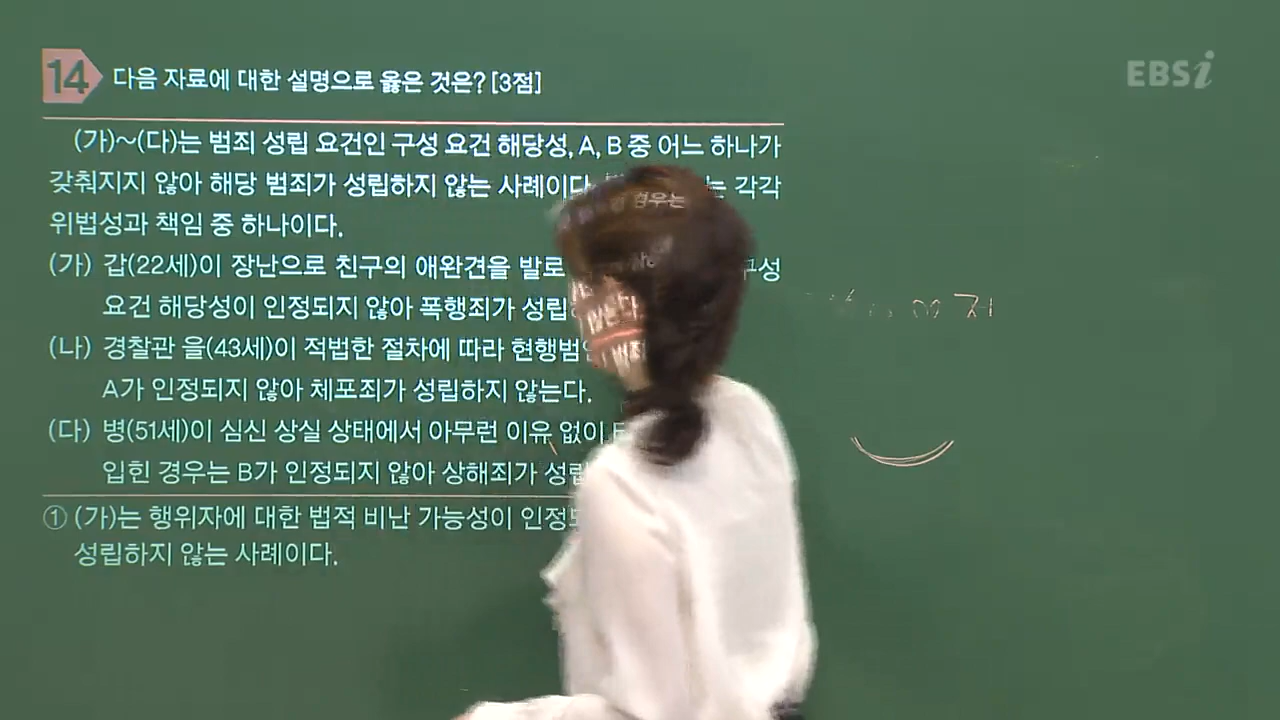 EBSi
14 다음 자료에 대한 설명으로 옳은 것은? [3점]
(가)~(다)는 범죄 성립 요건인 구성 요건 해당성, A, B 중 어느 하나가
갖춰지지 않아 해당 범죄가 성립하지 않는 사례이다. 각각
위법성과 책임 중 하나이다.
(가) 갑(22세)이 장난으로 친구의 애완견을 발로
요건 해당성이 인정되지 않아 폭행죄가
(나) 경찰관 을(43세)이 적법한 절차에 따라
A가 인정되지 않아 체포죄가 성립하지 않는다.
(다) 병(51세)이 심신 상실 상태에서 아무런 이유 없이
입힌 경우는 B가 인정되지 않아 상해죄가
① (가)는 행위자에 대한 법적 비난 가능성이
성립하지 않는 사례이다.